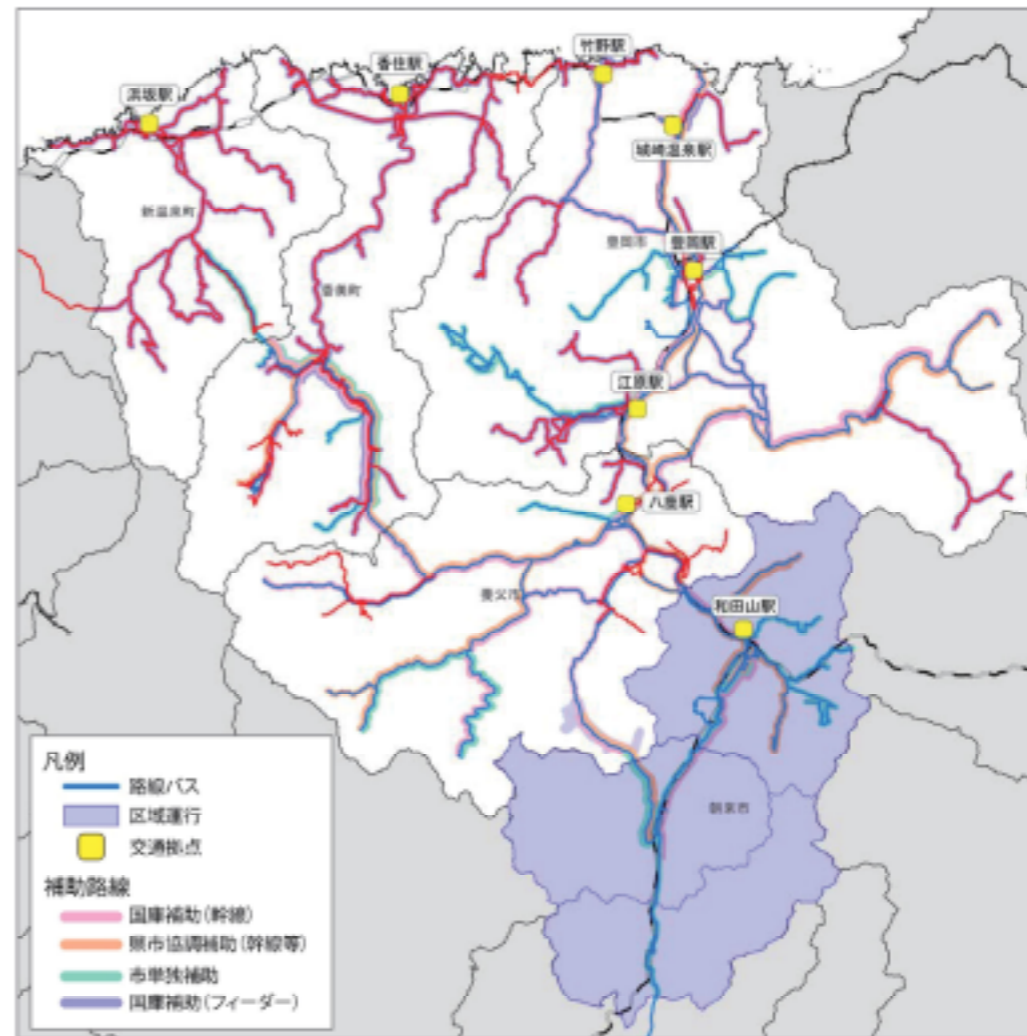 竹野駅
香住駅
浜坂駅
城崎温泉駅
新温泉町
豊岡市
豊岡駅
香美町
江原駅
八鹿駅
養父市
和田山駅
朝来市
凡例
路線バス
区域運行
交通拠点
補助路線
国庫補助(幹線)
県市協調補助(幹線等)
市単独補助
国庫補助(フィーダー)